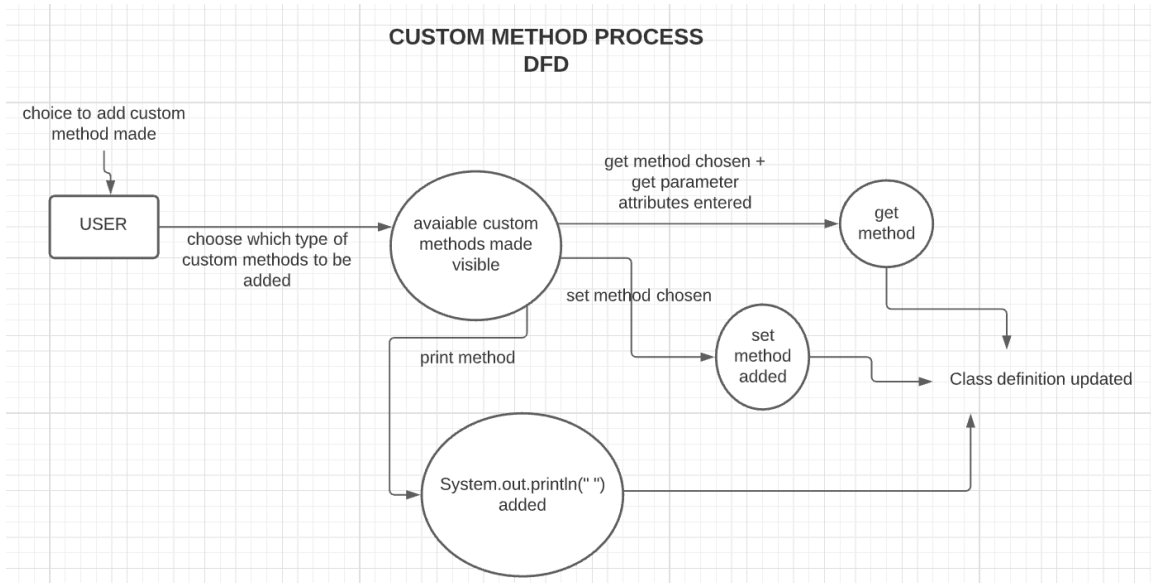 CUSTOM METHOD PROCESS
DFD
choice to add custom
method made
USER
choose which type of
custom methods to be
added
avaiable custom
methods made
visible
get method chosen +
get parameter
attributes entered
get
method
set method chosen
set
method
added
print method
Class definition updated
System.out.println(" ")
added